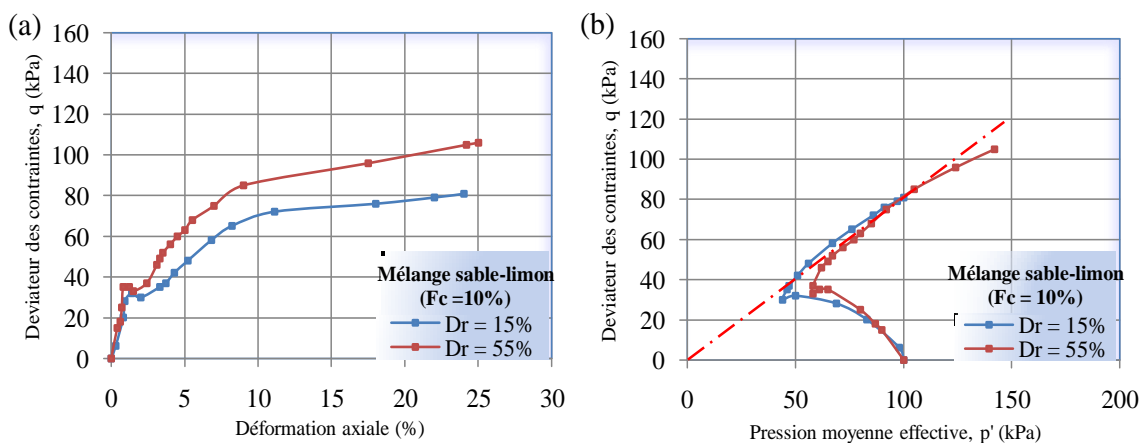 (a)
160
140
120
100
80
60
40
20
0
Deviateur des contraintes, q (kPa)
0 5 10 15 20 25 30
Déformation axiale (%)
Mélange sable-limon
(Fc =10%)
Dr = 15%
Dr = 55%
(b)
160
140
120
100
80
60
40
20
0
Deviateur des contraintes, q (kPa)
0 50 100 150 200
Pression moyenne effective, p' (kPa)
Mélange sable-limon
(Fc = 10%)
Dr = 15%
Dr = 55%